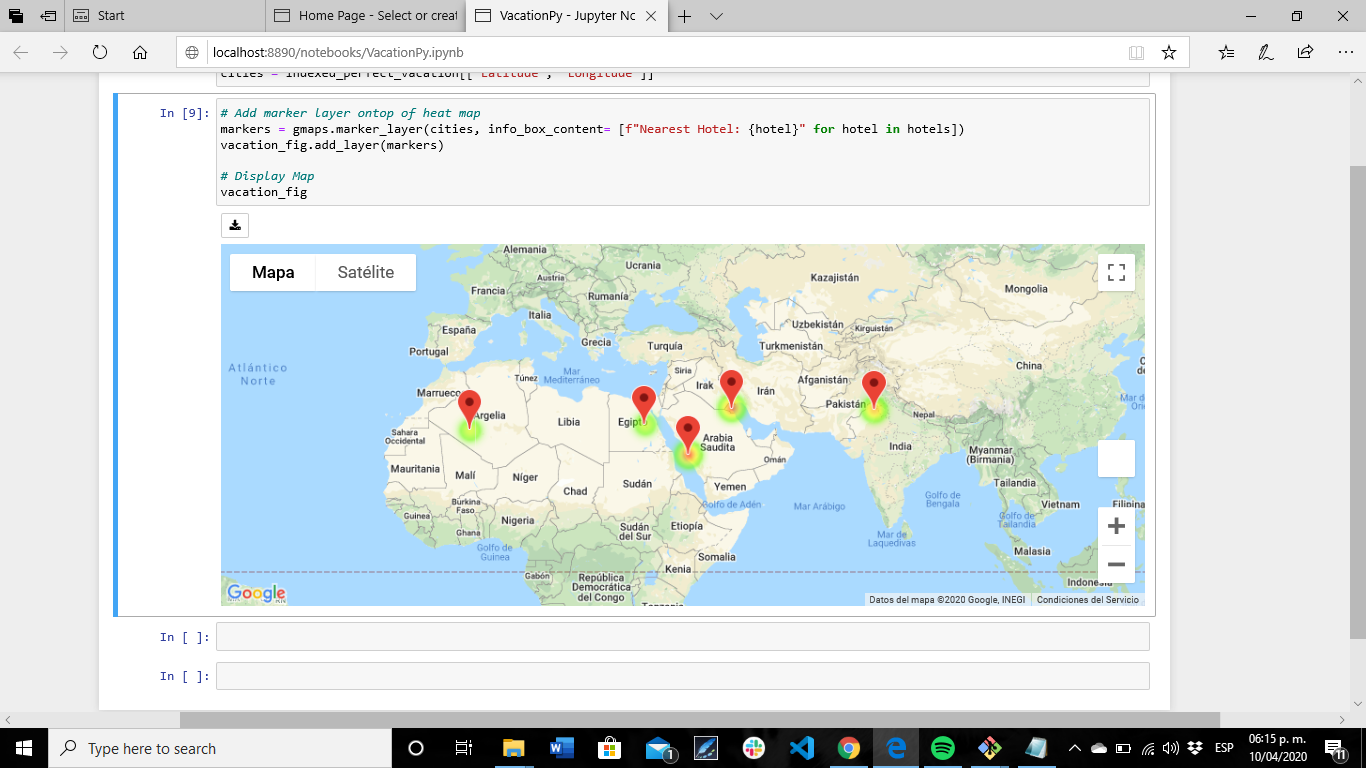 Start
Home Page - Select or creat
VacationPy - Jupyter No
localhost:8890/notebooks/VacationPy.ipynb
cities = indexed_perfect_vacation[["Latitude", "Longitude"]]
In [9]:
# Add marker layer ontop of heat map
markers = gmaps.marker_layer(cities, info_box_content= [f"Nearest Hotel: {hotel}" for hotel in hotels])
vacation_fig.add_layer(markers)
# Display Map
vacation_fig
Mapa
Satélite
Alemania
Ucrania
Kazajistán
Austria
Mongolia
Francia
Rumanía
Italia
Uzbekistán
Kirguistán
España
Grecia
Turquía
Turkmenistán
Portugal
Atlántico
Norte
Mar
Mediterráneo
Túnez
Siria
Irak
Irán
Afganistán
China
Marruecos
Argelia
Libia
Egipto
Pakistán
Nepal
Sahara
Occidental
Arabia
Saudita
Omán
India
Myanmar
(Birmania)
Mauritania
Malí
Níger
Chad
Sudán
Yemen
Tailandia
Golfo de Adén
Mar Arábigo
Golfo de
Bengala
Vietnam
Filipina
Burkina
Faso
Guinea
Ghana
Nigeria
Sudán
del Sur
Etiopía
Golfo de
Tailandia
Mar de
Laquedivas
Golfo de
Guinea
Somalia
Malasia
Kenia
Gabón
República
Democrática
del Congo
Tanzania
Indonesia
Google
Datos del mapa ©2020 Google, INEGI
Condiciones del Servicio
In [ ]:
In [ ]:
Type here to search
1
ESP
06:15 p. m.
10/04/2020
11